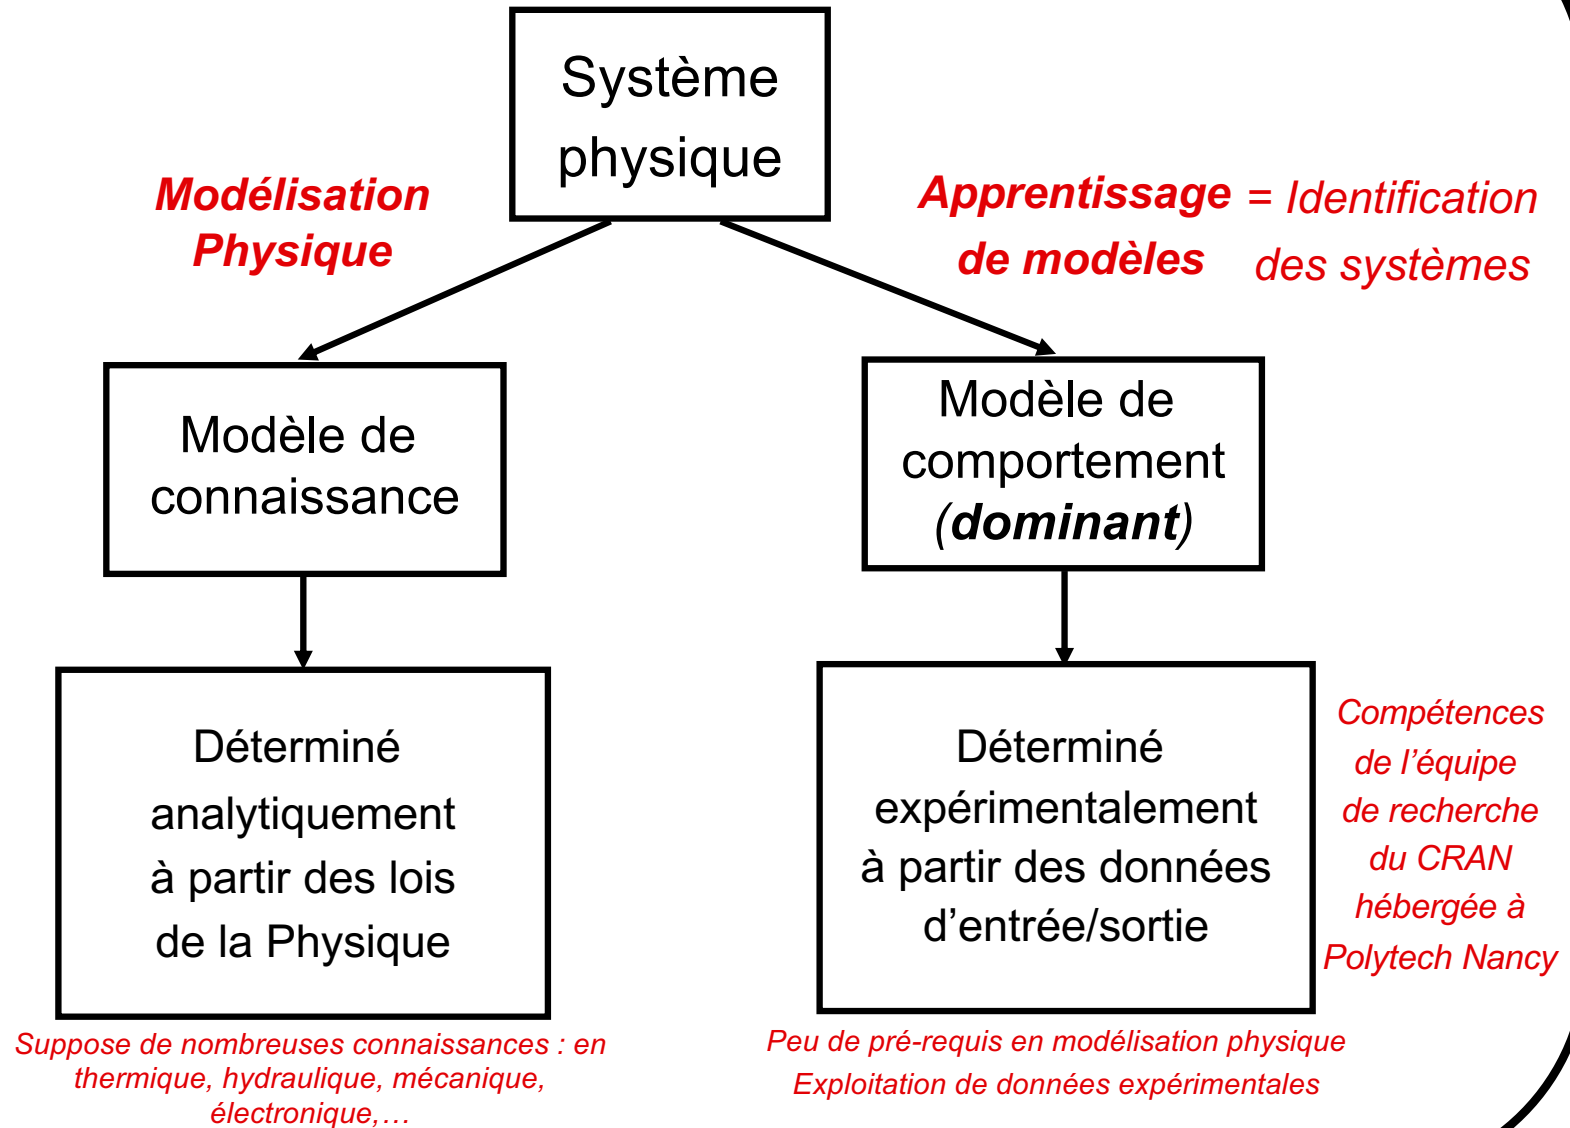 Système
physique
Modélisation
Physique
Apprentissage = Identification
de modèles des systèmes
Modèle de
connaissance
Modèle de
comportement
(dominant)
Déterminé
analytiquement
à partir des lois
de la Physique
Déterminé
expérimentalement
à partir des données
d’entrée/sortie
Compétences
de l’équipe
de recherche
du CRAN
hébergée à
Polytech Nancy
Suppose de nombreuses connaissances : en
thermique, hydraulique, mécanique,
électronique,…
Peu de pré-requis en modélisation physique
Exploitation de données expérimentales